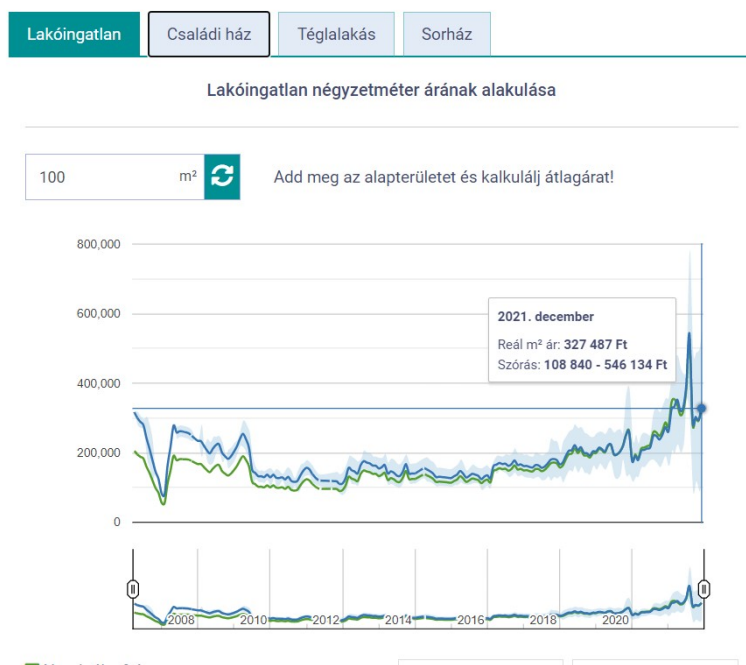 Lakóingatlan
Családi ház
Téglalakás
Sorház
Lakóingatlan négyzetméter árának alakulása
100
m²
Add meg az alapterületet és kalkulálj átlagárat!
800,000
600,000
400,000
200,000
0
2021. december
Reál m² ár: 327 487 Ft
Szórás: 108 840 - 546 134 Ft
2008
2010
2012
2014
2016
2018
2020